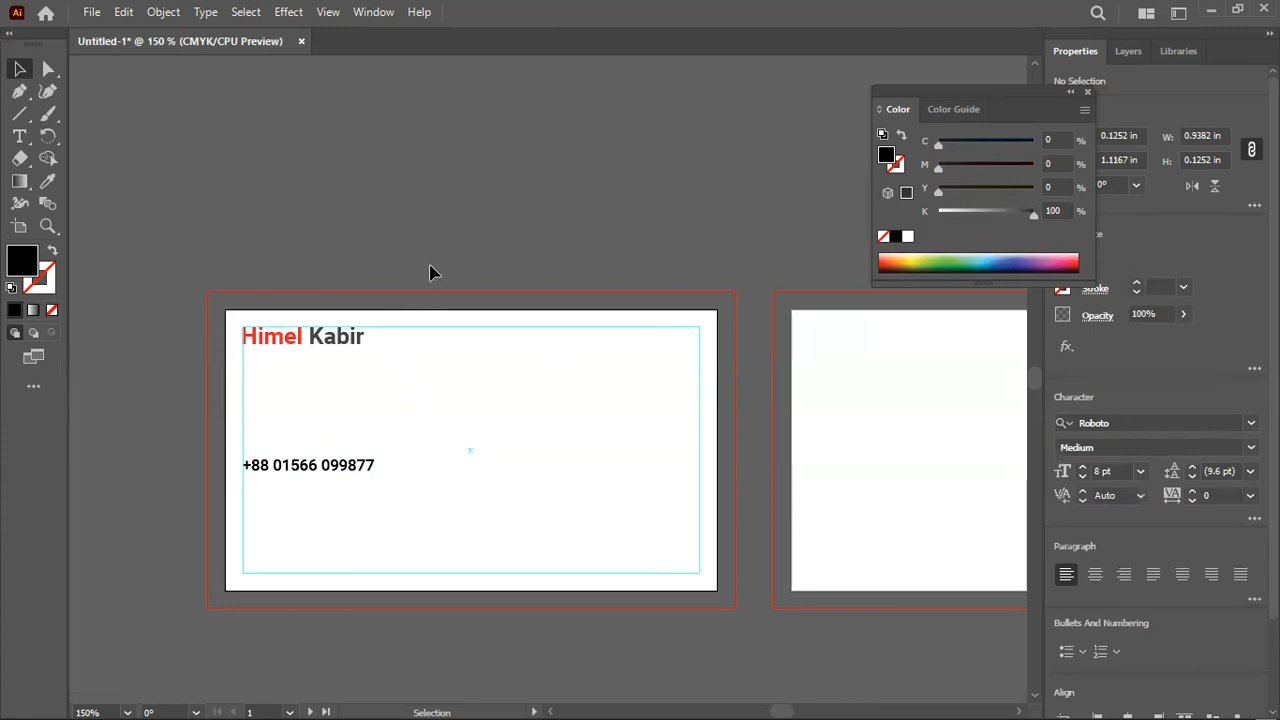 Ai File Edit Object Type Select Effect View Window Help
Untitled-1* @ 150 % (CMYK/CPU Preview) ×
Properties Layers Libraries
No Selection
0.1252 in W: 0.9382 in
1.1167 in H: 0.1252 in
0°
Color Color Guide
C 0 %
M 0 %
Y 0 %
K 100 %
Stroke
Opacity 100%
fx
Himel Kabir
+88 01566 099877
Character
Roboto
Medium
8 pt (9.6 pt)
Auto 0
Paragraph
Bullets And Numbering
Align
150% 0° 1 Selection